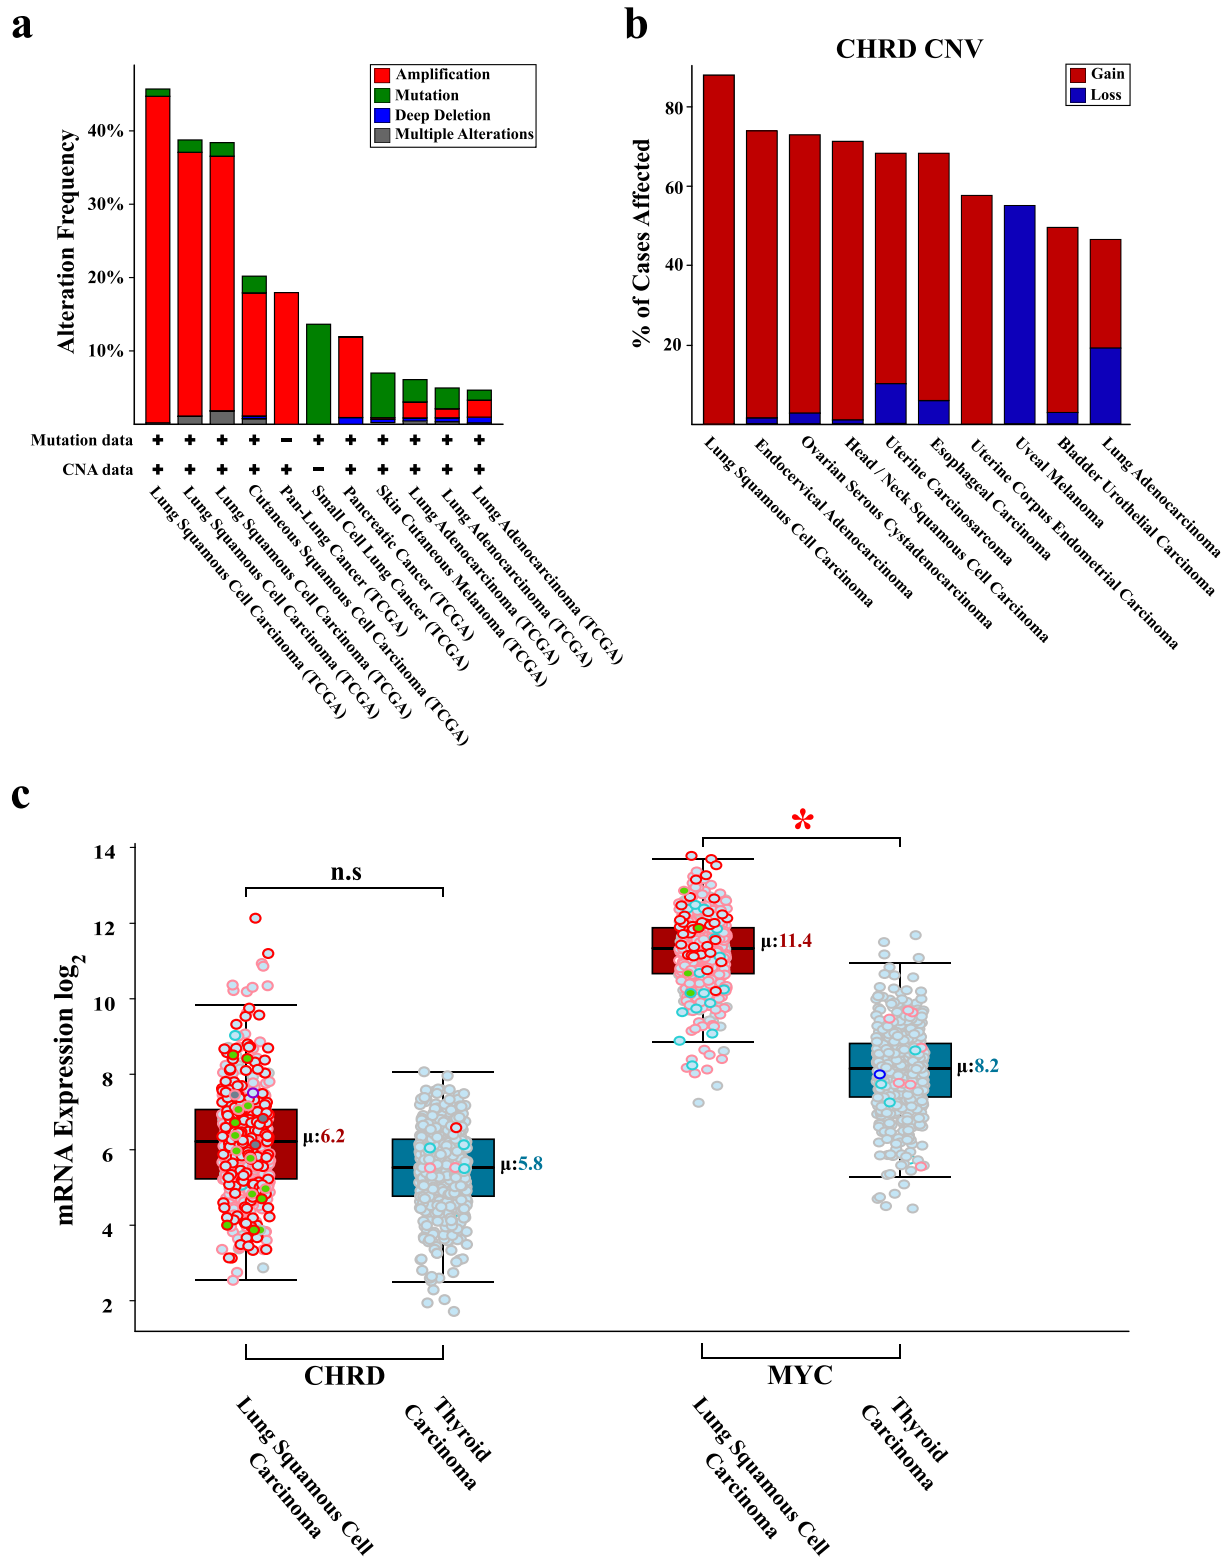 a
Amplification
Mutation
Deep Deletion
Multiple Alterations
Alteration Frequency
40%
30%
20%
10%
Mutation data
+ + + + − + + + + + +
CNA data
+ + + + + − + + + + +
Lung Squamous Cell Carcinoma (TCGA)
Lung Squamous Cell Carcinoma (TCGA)
Lung Squamous Cell Carcinoma (TCGA)
Cutaneous Squamous Cell Carcinoma (TCGA)
Pan-Lung Cancer (TCGA)
Small Cell Lung Cancer (TCGA)
Pancreatic Cancer (TCGA)
Skin Cutaneous Melanoma (TCGA)
Lung Adenocarcinoma (TCGA)
Lung Adenocarcinoma (TCGA)
Lung Adenocarcinoma (TCGA)
b
CHRD CNV
Gain
Loss
% of Cases Affected
80
60
40
20
Lung Squamous Cell Carcinoma
Endocervical Adenocarcinoma
Ovarian Serous Cystadenocarcinoma
Head / Neck Squamous Cell Carcinoma
Uterine Carcinosarcoma
Esophageal Carcinoma
Uterine Corpus Endometrial Carcinoma
Uveal Melanoma
Bladder Urothelial Carcinoma
Lung Adenocarcinoma
c
mRNA Expression log2
14
12
10
8
6
4
2
n.s
*
μ:6.2
μ:5.8
μ:11.4
μ:8.2
CHRD
MYC
Lung Squamous Cell
Carcinoma
Thyroid
Carcinoma
Lung Squamous Cell
Carcinoma
Thyroid
Carcinoma